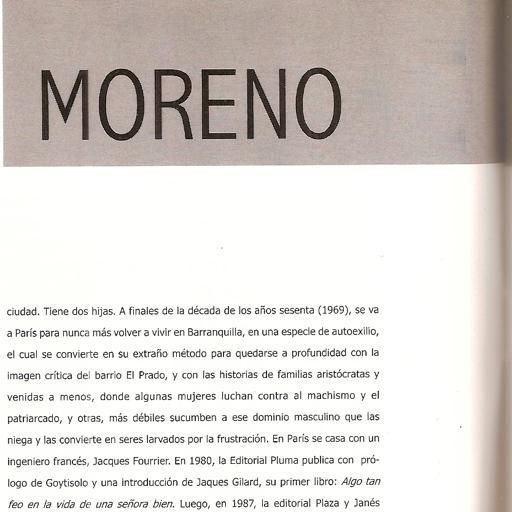 MORENO
ciudad. Tiene dos hijas. A finales de la década de los años sesenta (1969), se va
a París para nunca más volver a vivir en Barranquilla, en una especie de autoexilio,
el cual se convierte en su extraño método para quedarse a profundidad con la
imagen crítica del barrio El Prado, y con las historias de familias aristócratas y
venidas a menos, donde algunas mujeres luchan contra al machismo y el
patriarcado, y otras, más débiles sucumben a ese dominio masculino que las
niega y las convierte en seres larvados por la frustración. En París se casa con un
ingeniero francés, Jacques Fourrier. En 1980, la Editorial Pluma publica con pró-
logo de Goytisolo y una introducción de Jaques Gilard, su primer libro: Algo tan
feo en la vida de una señora bien. Luego, en 1987, la editorial Plaza y Janés